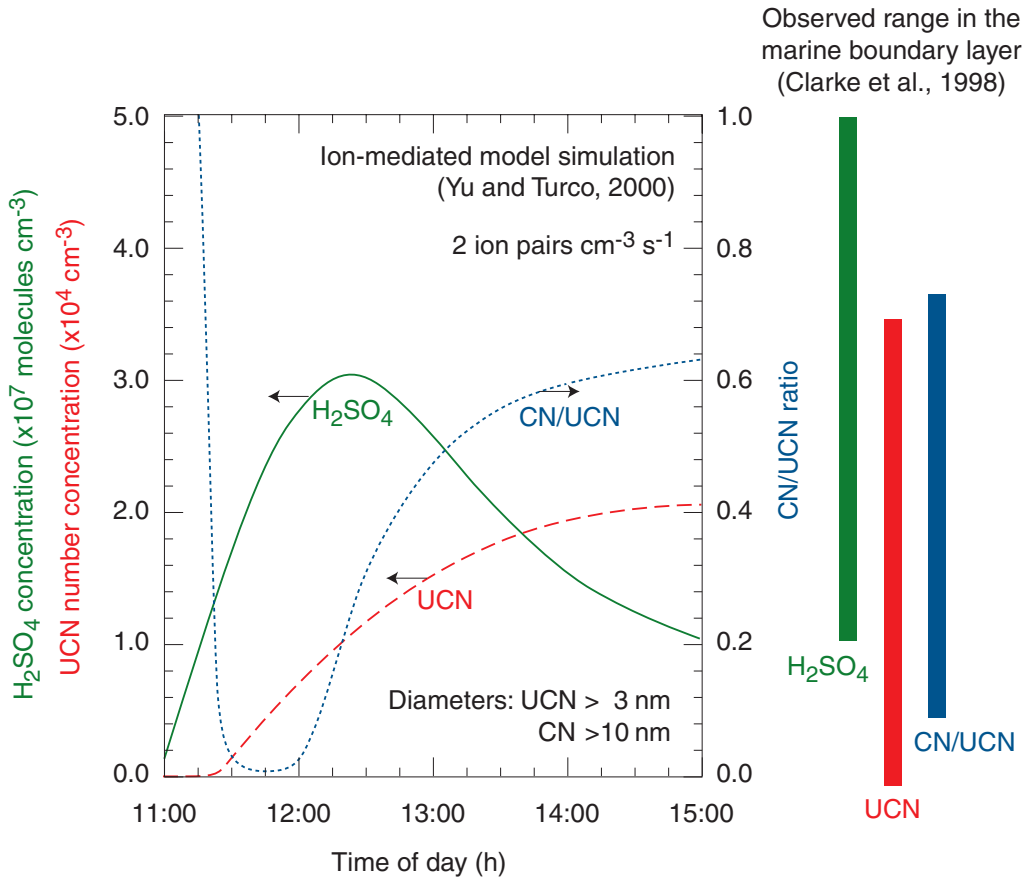 Observed range in the
marine boundary layer
(Clarke et al., 1998)
H₂SO₄ concentration (x10⁷ molecules cm⁻³)
UCN number concentration (x10⁴ cm⁻³)
5.0
4.0
3.0
2.0
1.0
0.0
Ion-mediated model simulation
(Yu and Turco, 2000)
2 ion pairs cm⁻³ s⁻¹
H₂SO₄
CN/UCN
UCN
Diameters: UCN > 3 nm
CN >10 nm
1.0
0.8
0.6
0.4
0.2
0.0
CN/UCN ratio
H₂SO₄
CN/UCN
UCN
11:00 12:00 13:00 14:00 15:00
Time of day (h)